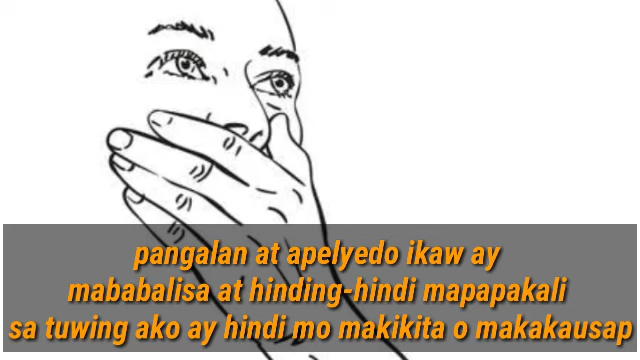 pangalan at apelyedo ikaw ay
mababalisa at hinding-hindi mapapakali
sa tuwing ako ay hindi mo makikita o makakausap